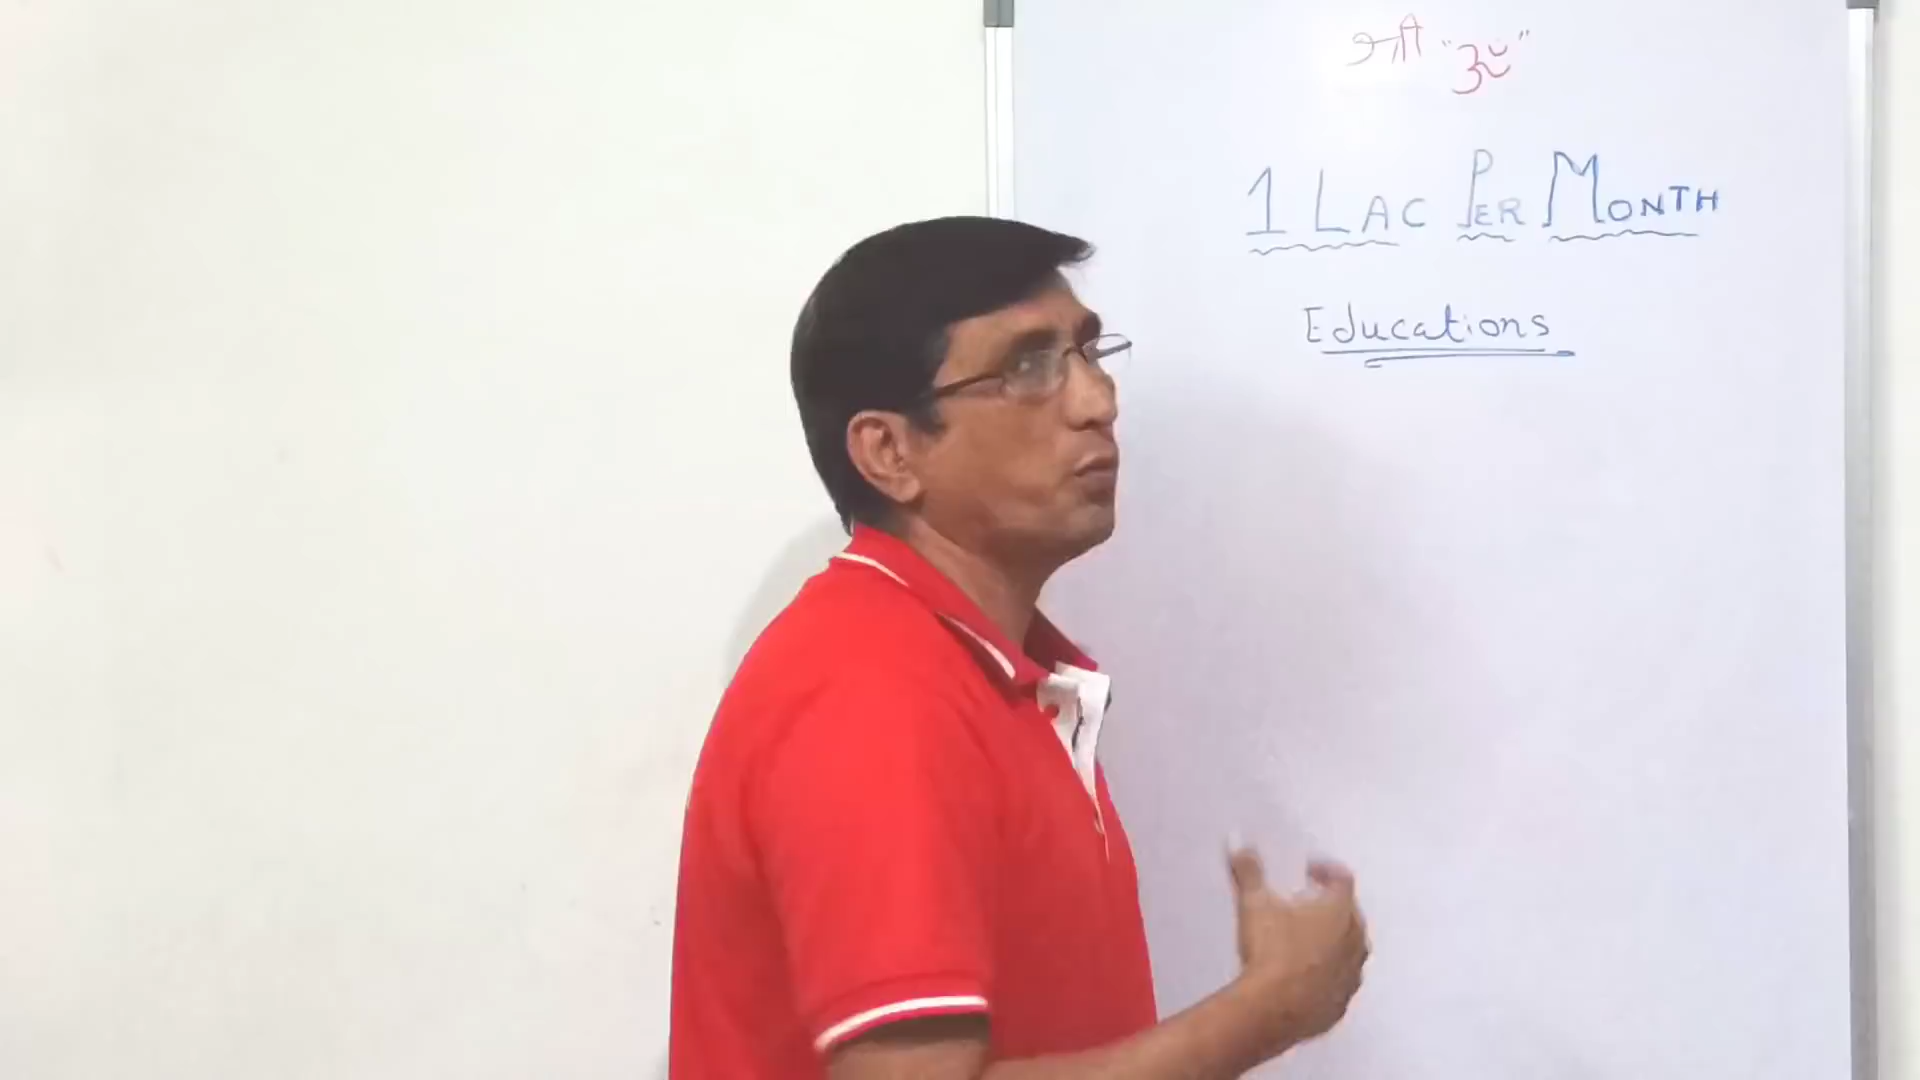 श्री "ॐ"
1 LAC PER MONTH
Educations